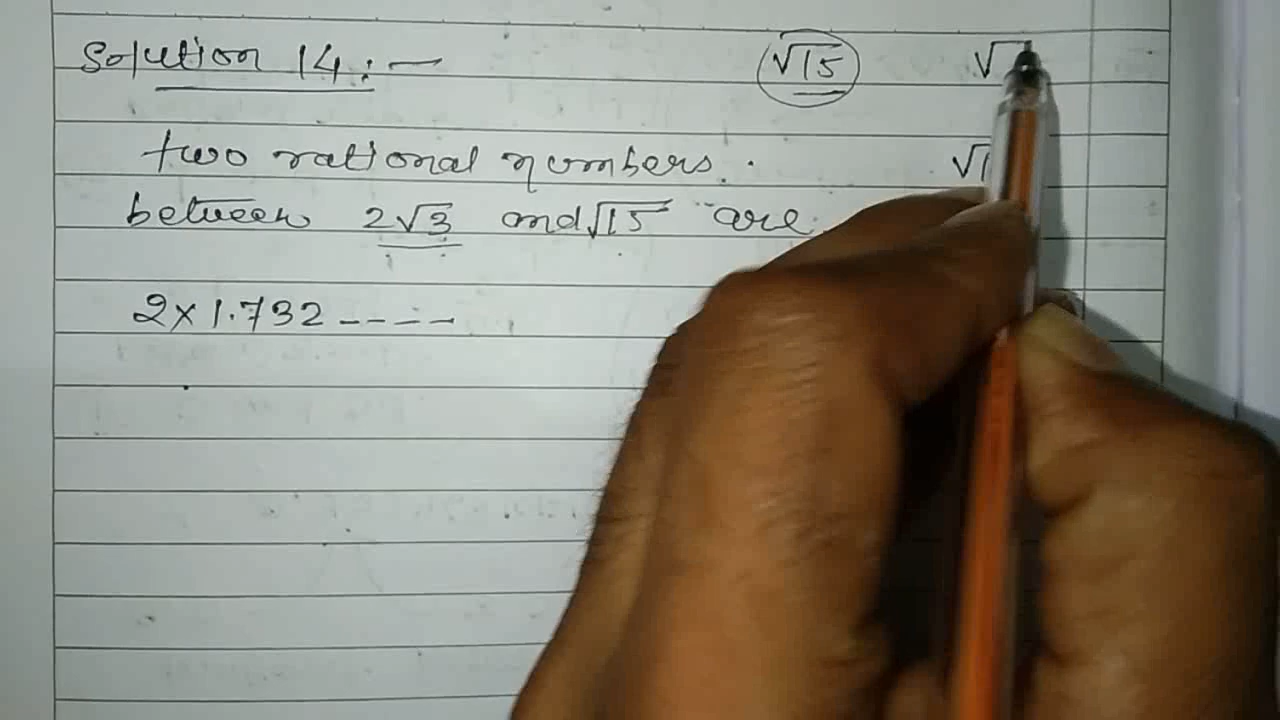 Solution 14:-
√15
two rational numbers.
between 2√3 and √15 are
2×1.732----